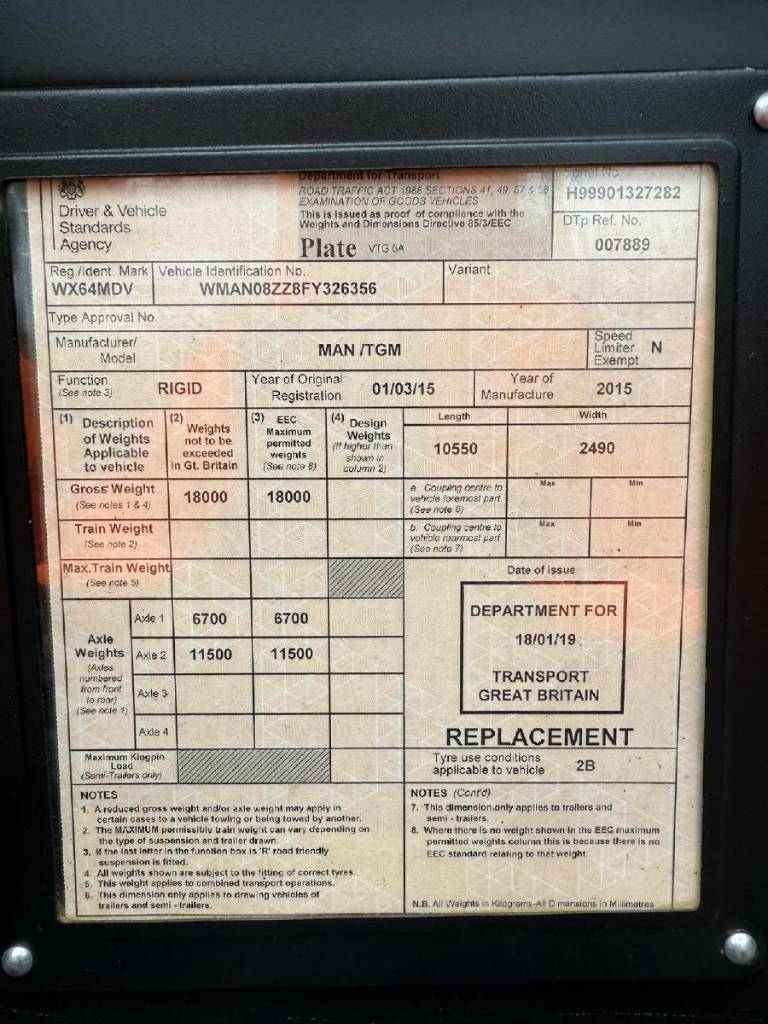 Department for Transport
ROAD TRAFFIC ACT 1988 SECTIONS 41, 49, 57 & 58
EXAMINATION OF GOODS VEHICLES
This is issued as proof of compliance with the
Weights and Dimensions Directive 85/3/EEC
Plate VTG 6A
Driver & Vehicle
Standards
Agency
Serial No
H99901327282
DTp Ref. No.
007889
Reg./Ident. Mark
WX64MDV
Vehicle Identification No.
WMAN08ZZ8FY326356
Variant
Type Approval No.
Manufacturer/
Model
MAN /TGM
Speed
Limiter N
Exempt
Function
(See note 3)
RIGID
Year of Original
Registration
01/03/15
Year of
Manufacture
2015
(1) Description
of Weights
Applicable
to vehicle
(2) Weights
not to be
exceeded
in Gt. Britain
(3) EEC
Maximum
permitted
weights
(See note 8)
(4) Design
Weights
(If higher than
shown in
column 2)
Length
10550
Width
2490
Gross Weight
(See notes 1 & 4)
18000
18000
a. Coupling centre to
vehicle foremost part
(See note 6)
Max
Min
Train Weight
(See note 2)
b. Coupling centre to
vehicle rearmost part
(See note 7)
Max
Min
Max.Train Weight
(See note 5)
Date of Issue
DEPARTMENT FOR
18/01/19
TRANSPORT
GREAT BRITAIN
Axle
Weights
(Axles
numbered
from front
to rear)
(See note 1)
Axle 1 6700 6700
Axle 2 11500 11500
Axle 3
Axle 4
REPLACEMENT
Maximum Kingpin
Load
(Semi-Trailers only)
Tyre use conditions
applicable to vehicle 2B
NOTES
1. A reduced gross weight and/or axle weight may apply in
certain cases to a vehicle towing or being towed by another.
2. The MAXIMUM permissible train weight can vary depending on
the type of suspension and trailer drawn.
3. If the last letter in the function box is 'R' road friendly
suspension is fitted.
4. All weights shown are subject to the fitting of correct tyres.
5. This weight applies to combined transport operations.
6. This dimension only applies to drawing vehicles of
trailers and semi - trailers.
NOTES (Cont'd)
7. This dimension only applies to trailers and
semi - trailers.
8. Where there is no weight shown in the EEC maximum
permitted weights column this is because there is no
EEC standard relating to that weight.
N.B. All Weights in Kilograms-All Dimensions in Millimetres